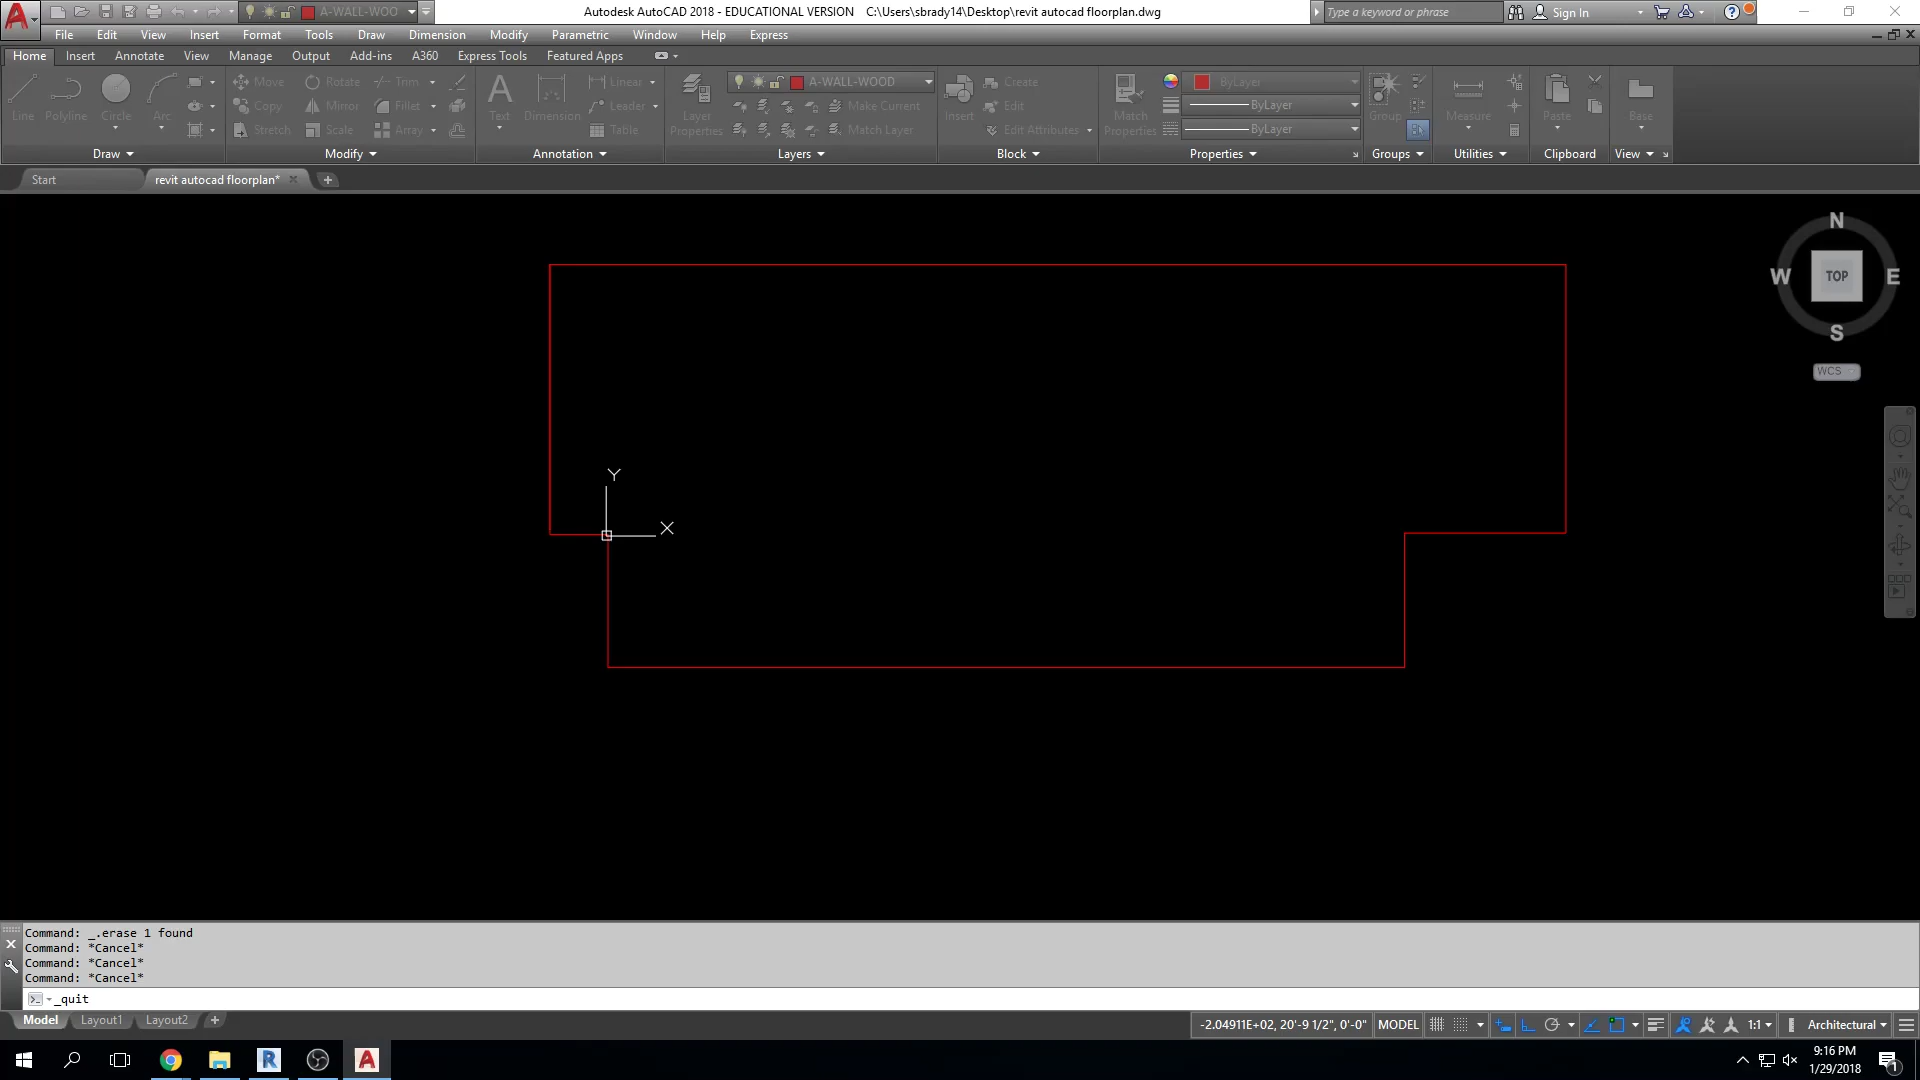 A-WALL-WOO
Autodesk AutoCAD 2018 - EDUCATIONAL VERSION C:\Users\sbrady14\Desktop\revit autocad floorplan.dwg
Type a keyword or phrase
Sign In
File Edit View Insert Format Tools Draw Dimension Modify Parametric Window Help Express
Home Insert Annotate View Manage Output Add-ins A360 Express Tools Featured Apps
Line Polyline Circle Arc
Move Rotate Trim
Copy Mirror Fillet
Stretch Scale Array
Text Dimension
Linear
Leader
Table
Layer Properties
A-WALL-WOOD
Make Current
Match Layer
Insert
Create
Edit
Edit Attributes
Match Properties
ByLayer
ByLayer
ByLayer
Group
Measure
Paste
Base
Draw Modify Annotation Layers Block Properties Groups Utilities Clipboard View
Start revit autocad floorplan*
N
W TOP E
S
WCS
Y
X
Command: _.erase 1 found
Command: *Cancel*
Command: *Cancel*
Command: *Cancel*
_quit
Model Layout1 Layout2
-2.04911E+02, 20'-9 1/2", 0'-0" MODEL 1:1 Architectural
9:16 PM
1/29/2018
1